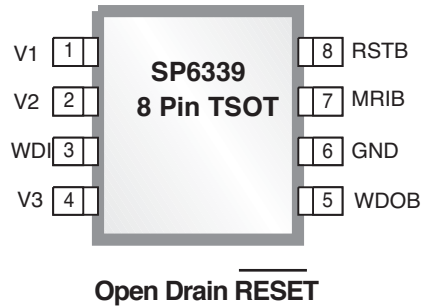 V1 1 8 RSTB
SP6339
V2 2 8 Pin TSOT 7 MRIB
WDI 3 6 GND
V3 4 5 WDOB
Open Drain RESET